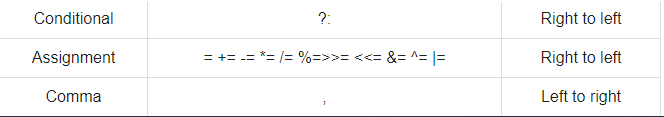 Conditional ?: Right to left
Assignment = += -= *= /= %=>>= <<= &= ^= |= Right to left
Comma , Left to right